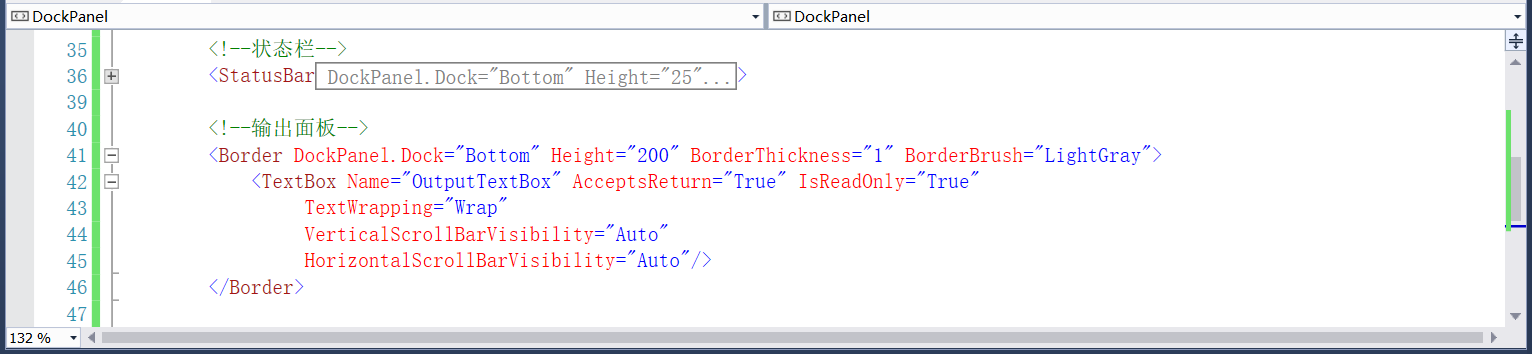 DockPanel
DockPanel
35 <!--状态栏-->
36 <StatusBar DockPanel.Dock="Bottom" Height="25"...>
39
40 <!--输出面板-->
41 <Border DockPanel.Dock="Bottom" Height="200" BorderThickness="1" BorderBrush="LightGray">
42 <TextBox Name="OutputTextBox" AcceptsReturn="True" IsReadOnly="True"
43 TextWrapping="Wrap"
44 VerticalScrollBarVisibility="Auto"
45 HorizontalScrollBarVisibility="Auto"/>
46 </Border>
47
132 %